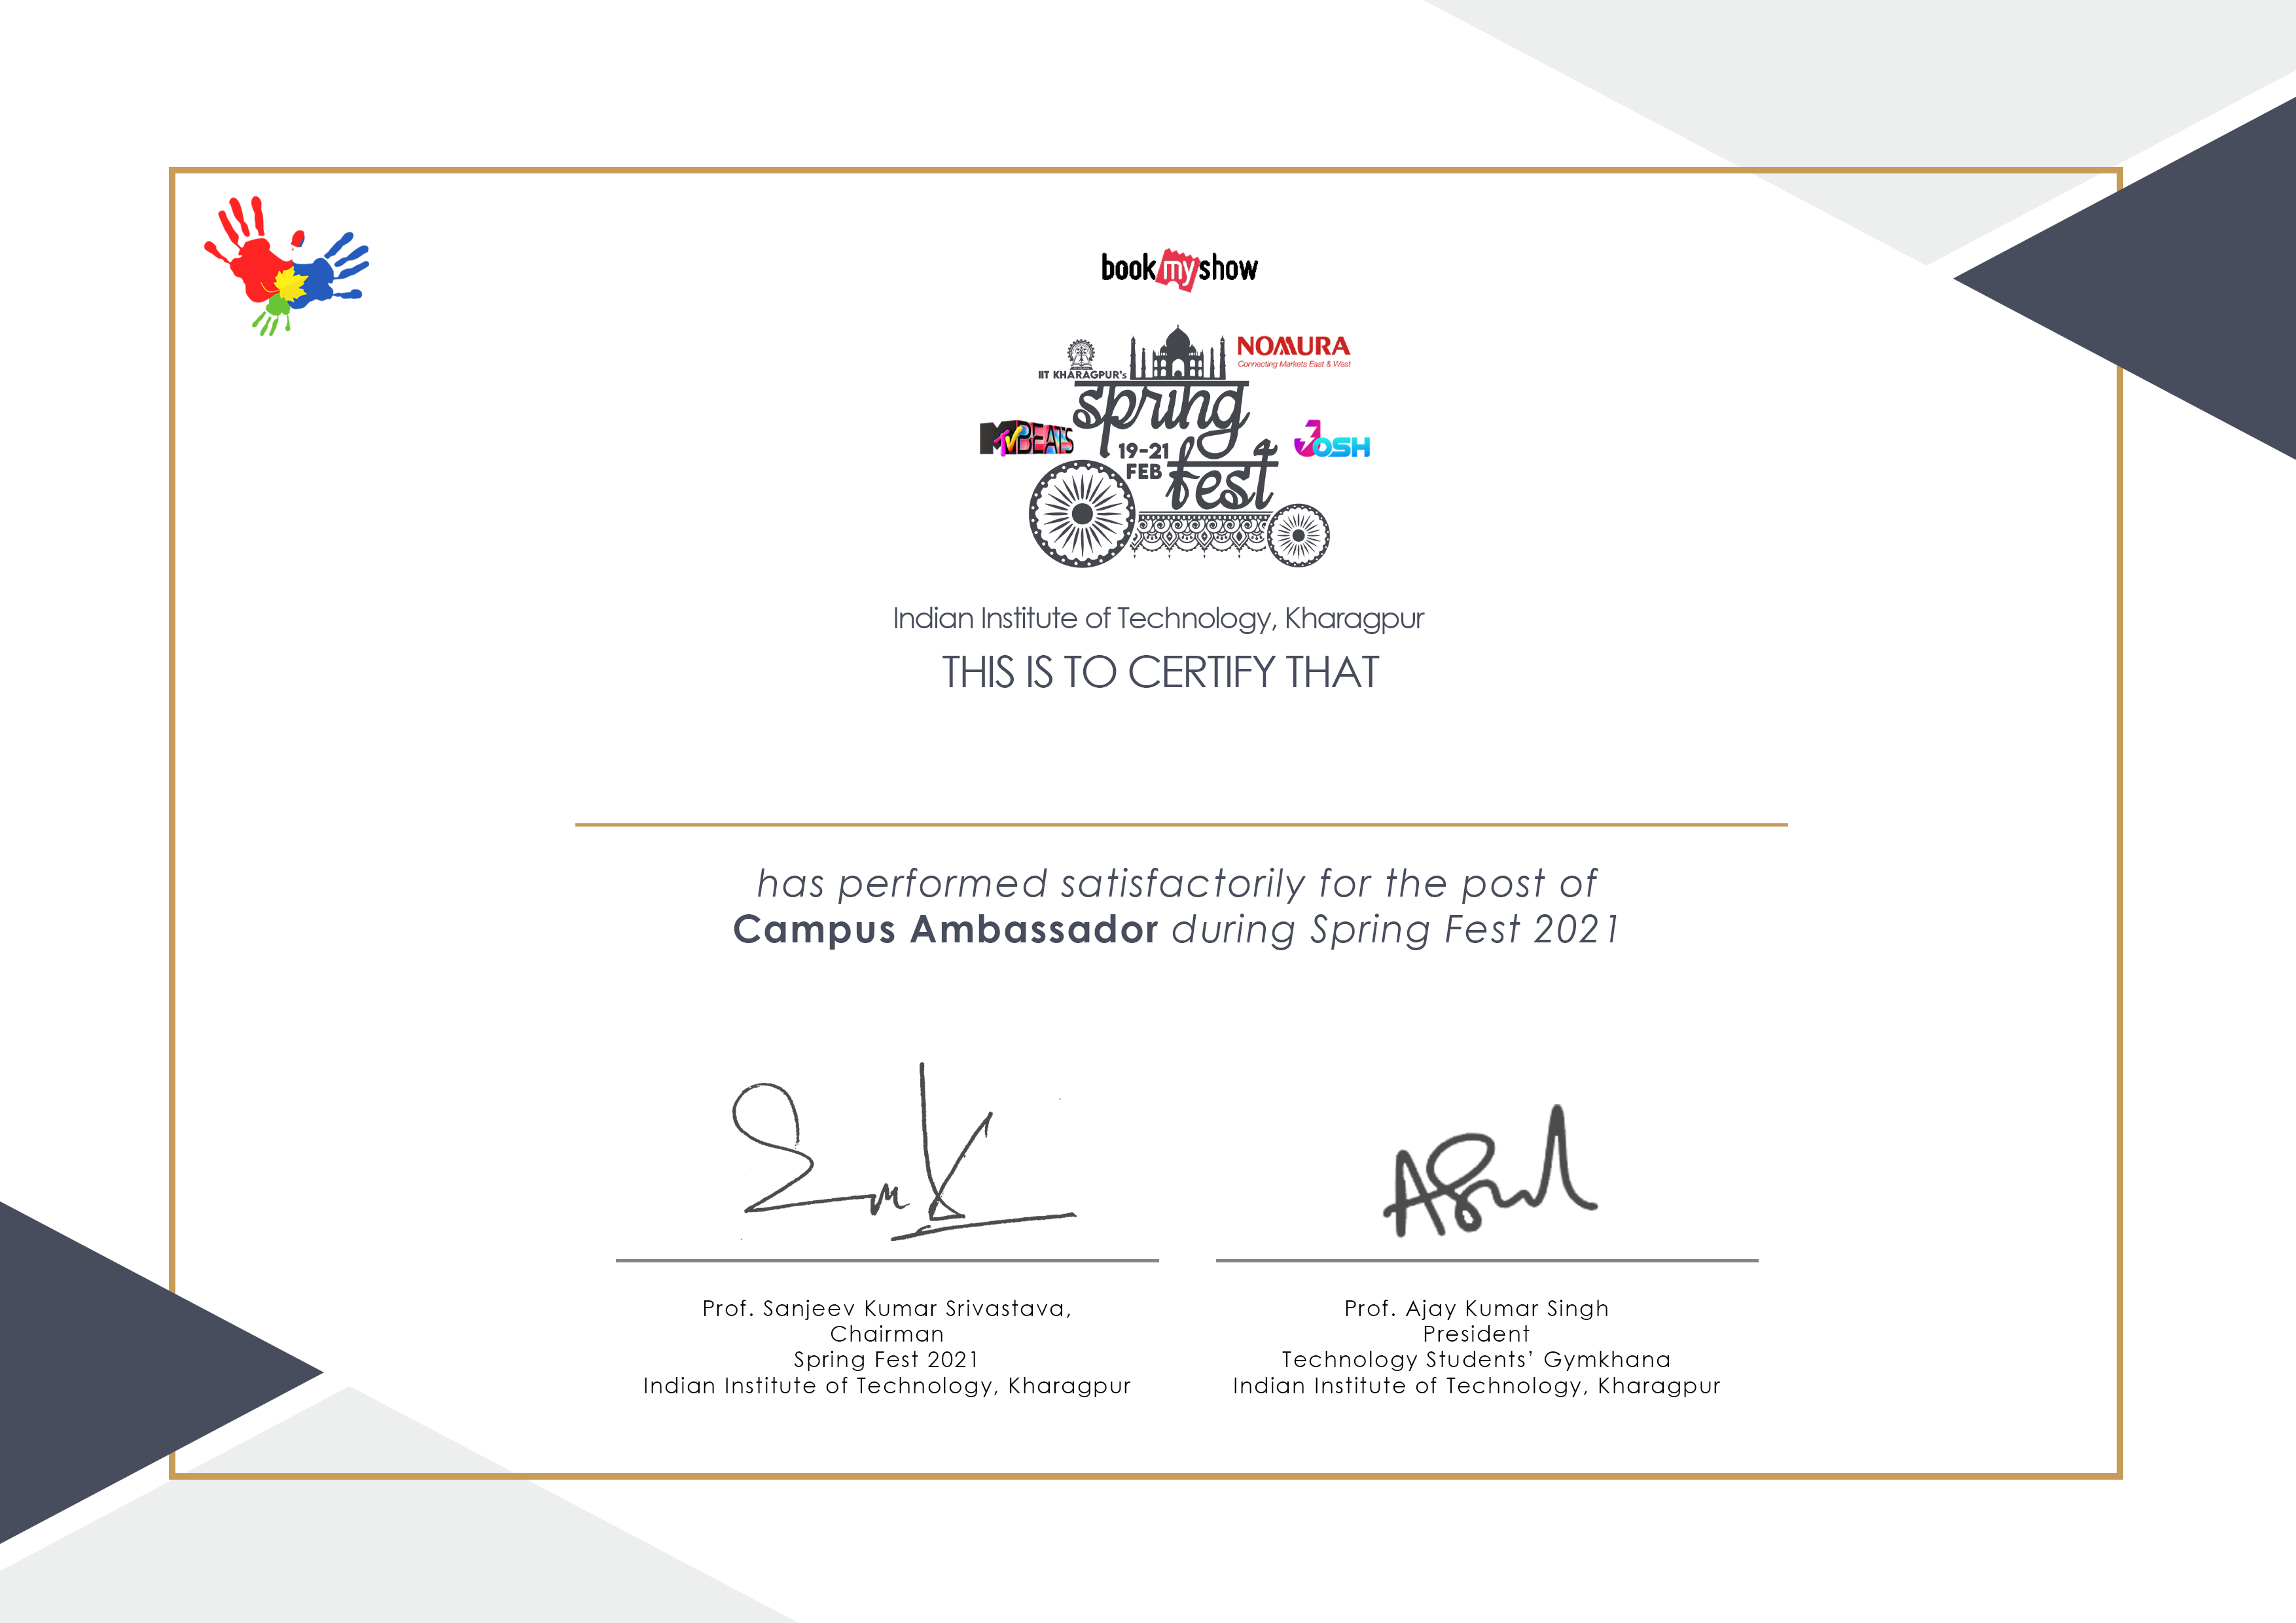 bookmyshow
IIT KHARAGPUR's
NOMURA
Connecting Markets East & West
spring
MTV BEATS
19-21
FEB
JOSH
fest
Indian Institute of Technology, Kharagpur
THIS IS TO CERTIFY THAT
has performed satisfactorily for the post of
Campus Ambassador during Spring Fest 2021
Prof. Sanjeev Kumar Srivastava,
Chairman
Spring Fest 2021
Indian Institute of Technology, Kharagpur
Prof. Ajay Kumar Singh
President
Technology Students’ Gymkhana
Indian Institute of Technology, Kharagpur